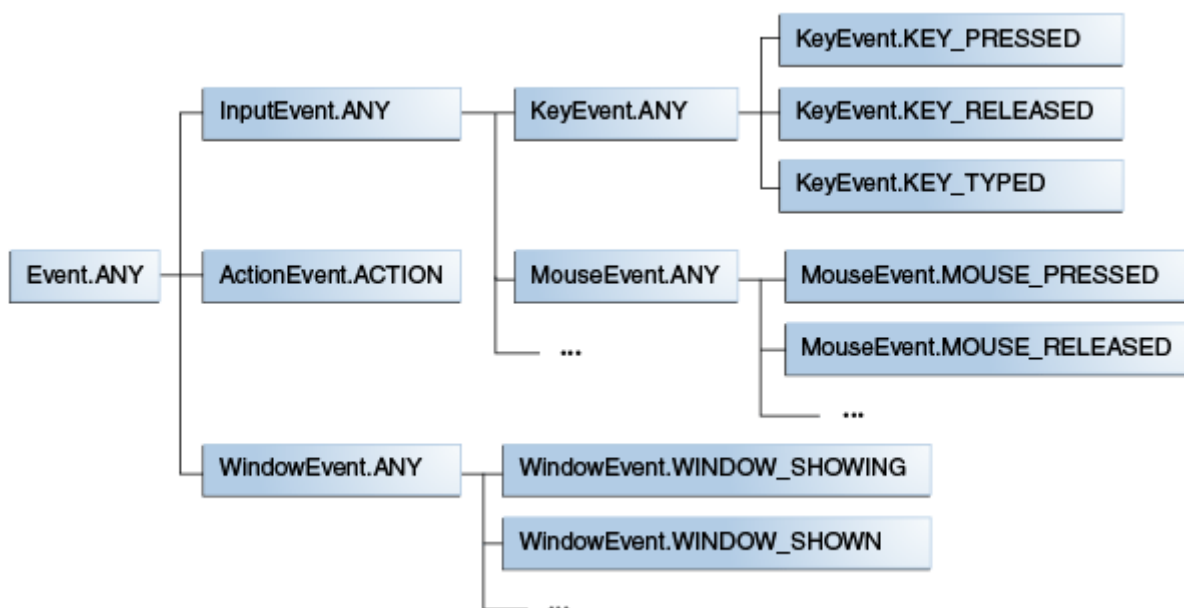 KeyEvent.KEY_PRESSED
InputEvent.ANY
KeyEvent.ANY
KeyEvent.KEY_RELEASED
KeyEvent.KEY_TYPED
Event.ANY
ActionEvent.ACTION
MouseEvent.ANY
MouseEvent.MOUSE_PRESSED
MouseEvent.MOUSE_RELEASED
...
...
WindowEvent.ANY
WindowEvent.WINDOW_SHOWING
WindowEvent.WINDOW_SHOWN
...